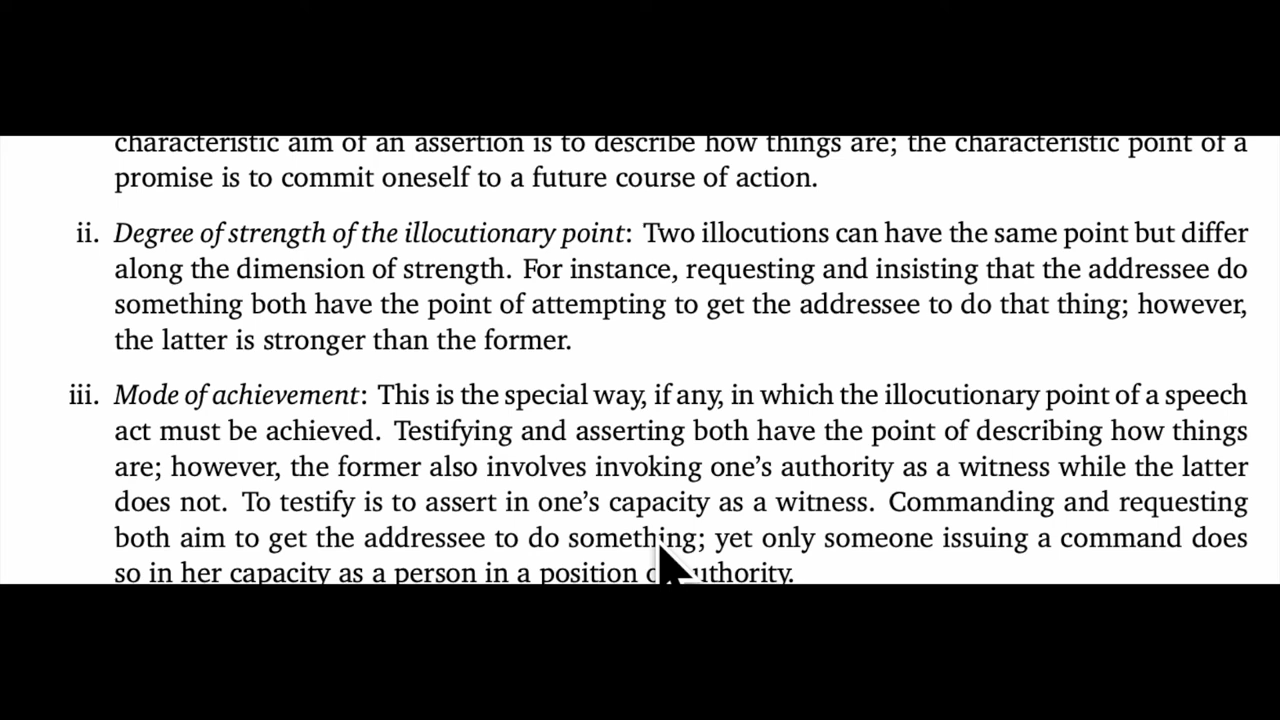 characteristic aim of an assertion is to describe how things are; the characteristic point of a
promise is to commit oneself to a future course of action.
ii. Degree of strength of the illocutionary point: Two illocutions can have the same point but differ
along the dimension of strength. For instance, requesting and insisting that the addressee do
something both have the point of attempting to get the addressee to do that thing; however,
the latter is stronger than the former.
iii. Mode of achievement: This is the special way, if any, in which the illocutionary point of a speech
act must be achieved. Testifying and asserting both have the point of describing how things
are; however, the former also involves invoking one’s authority as a witness while the latter
does not. To testify is to assert in one’s capacity as a witness. Commanding and requesting
both aim to get the addressee to do something; yet only someone issuing a command does
so in her capacity as a person in a position of authority.